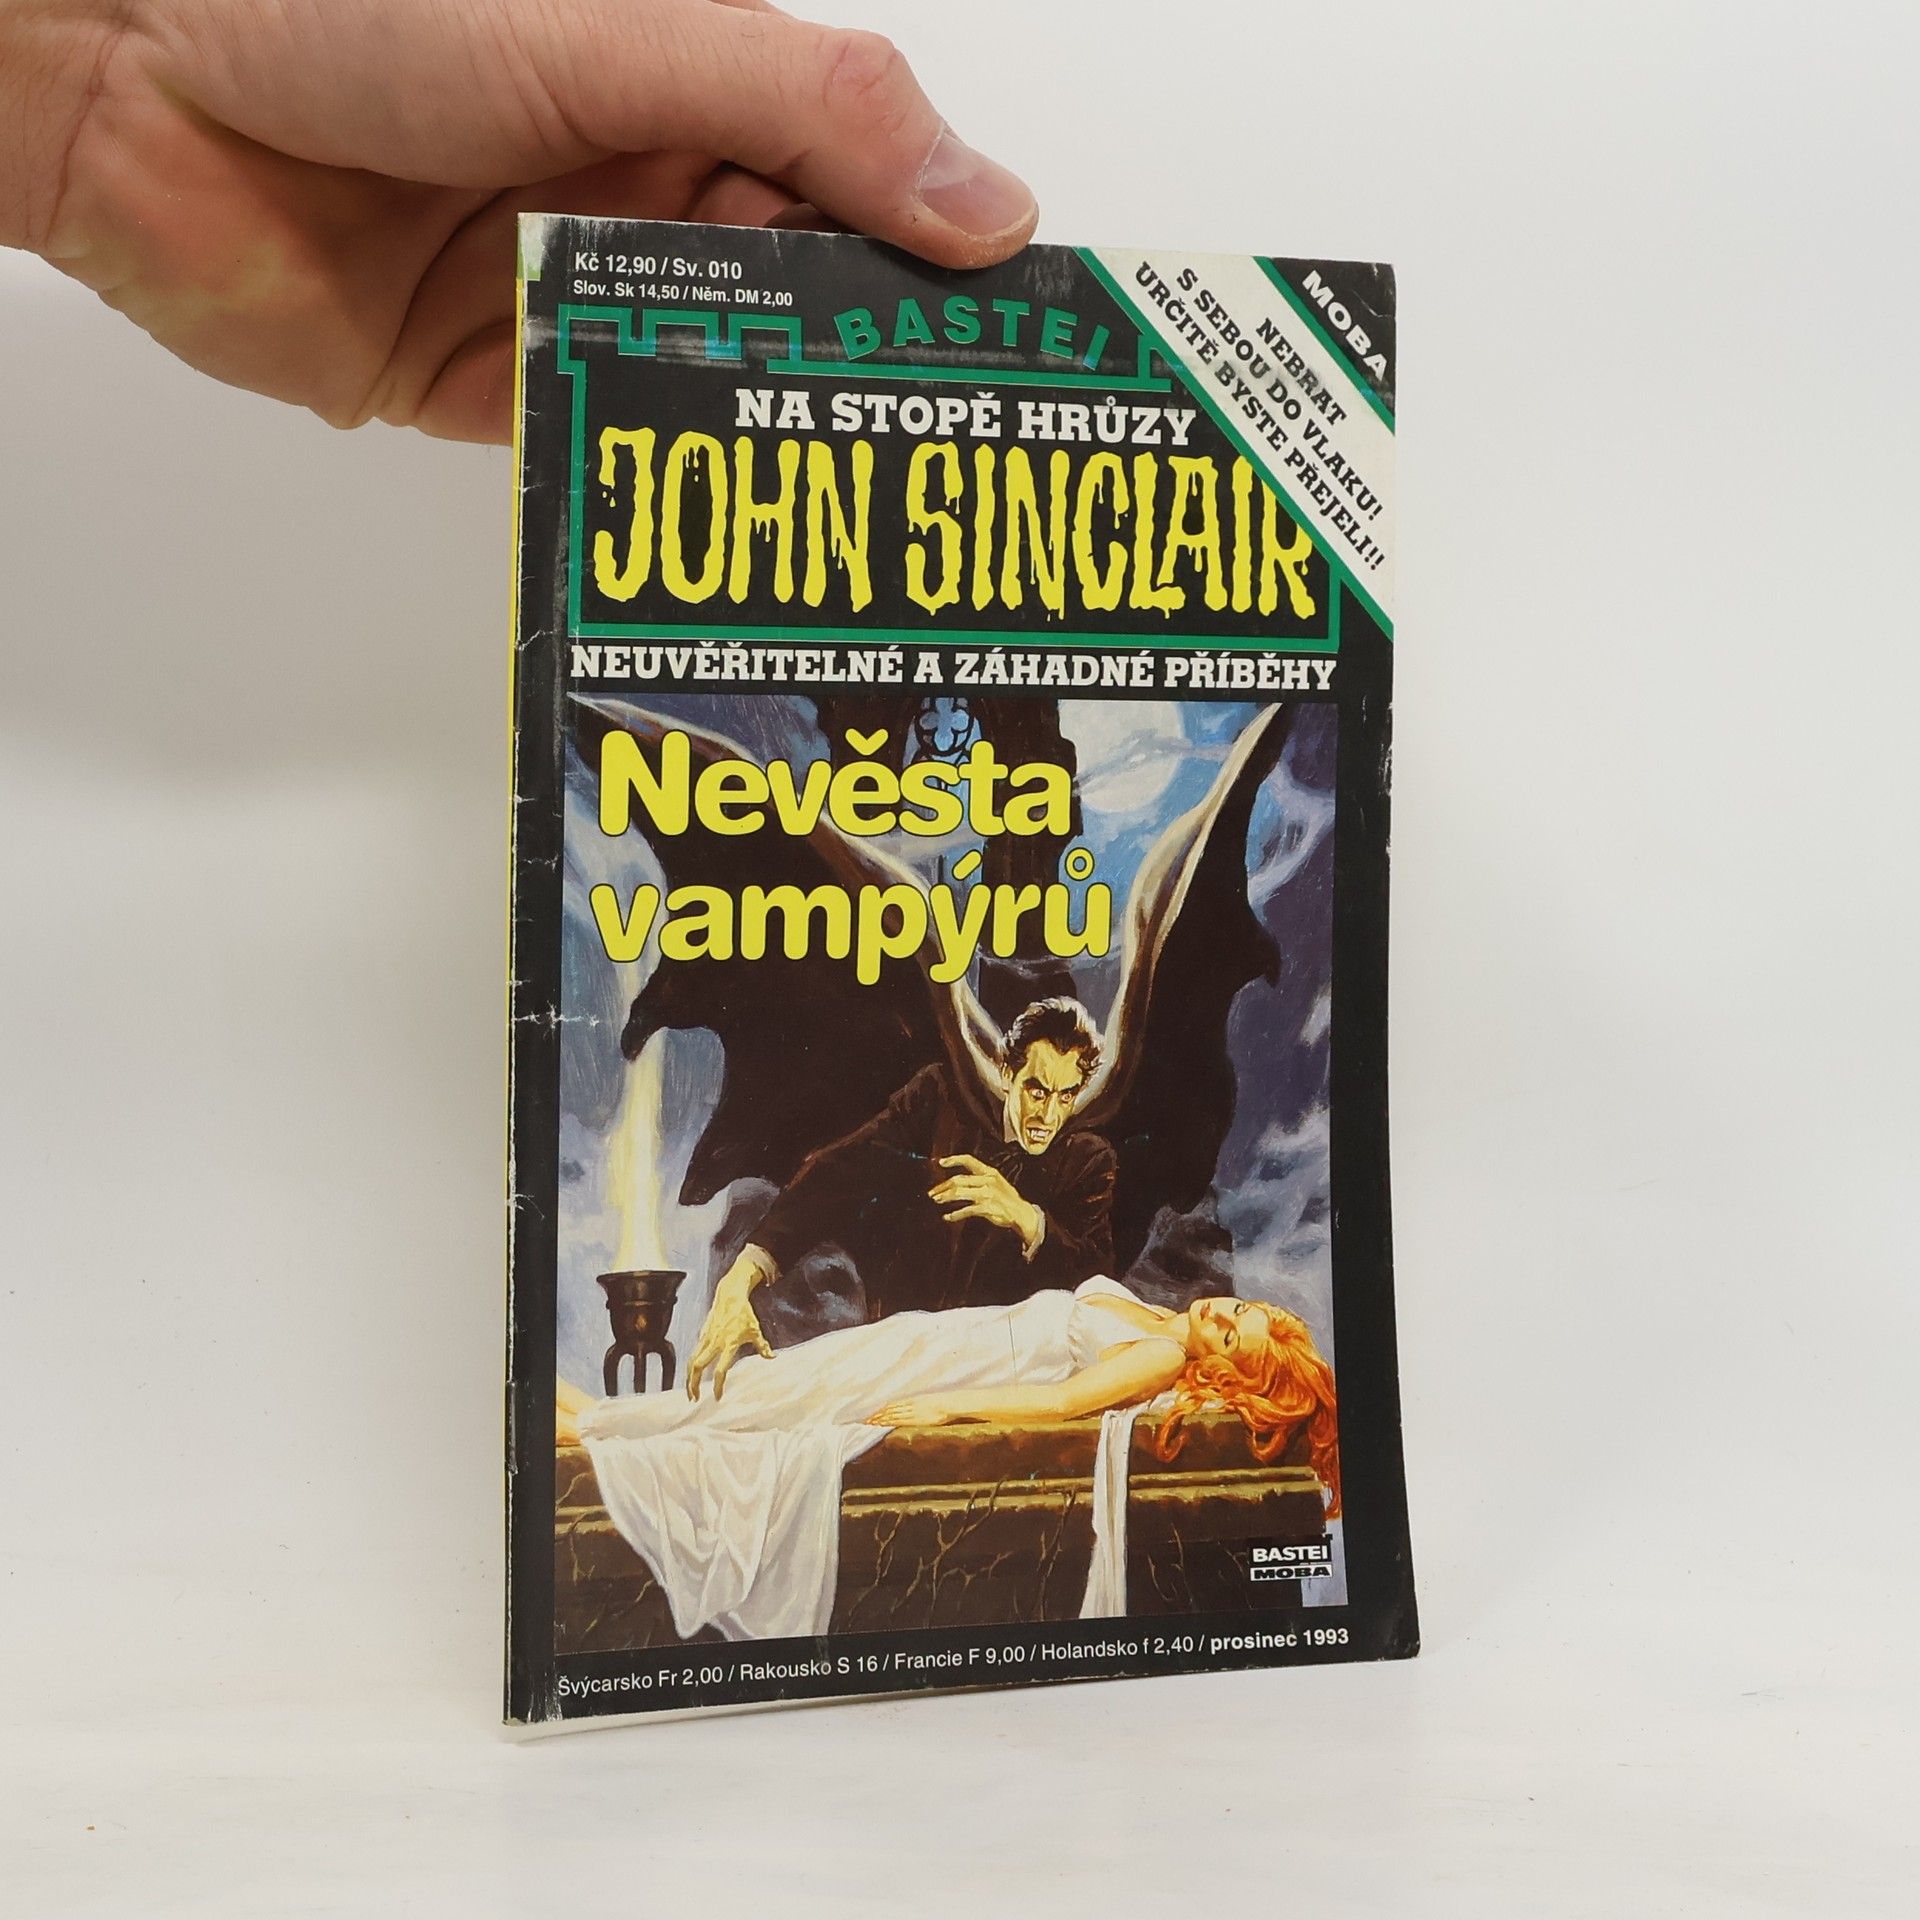 Kč 12,90 / Sv. 010
Slov. Sk 14,50 / Něm. DM 2,00
BASTEI
MOBA
NEBRAT
S SEBOU DO VLAKU!
URČITĚ BYSTE PŘEJELI!!
NA STOPĚ HRŮZY
JOHN SINCLAIR
NEUVĚŘITELNÉ A ZÁHADNÉ PŘÍBĚHY
Nevěsta
vampýrů
BASTEI
MOBA
Švýcarsko Fr 2,00 / Rakousko S 16 / Francie F 9,00 / Holandsko f 2,40 / prosinec 1993